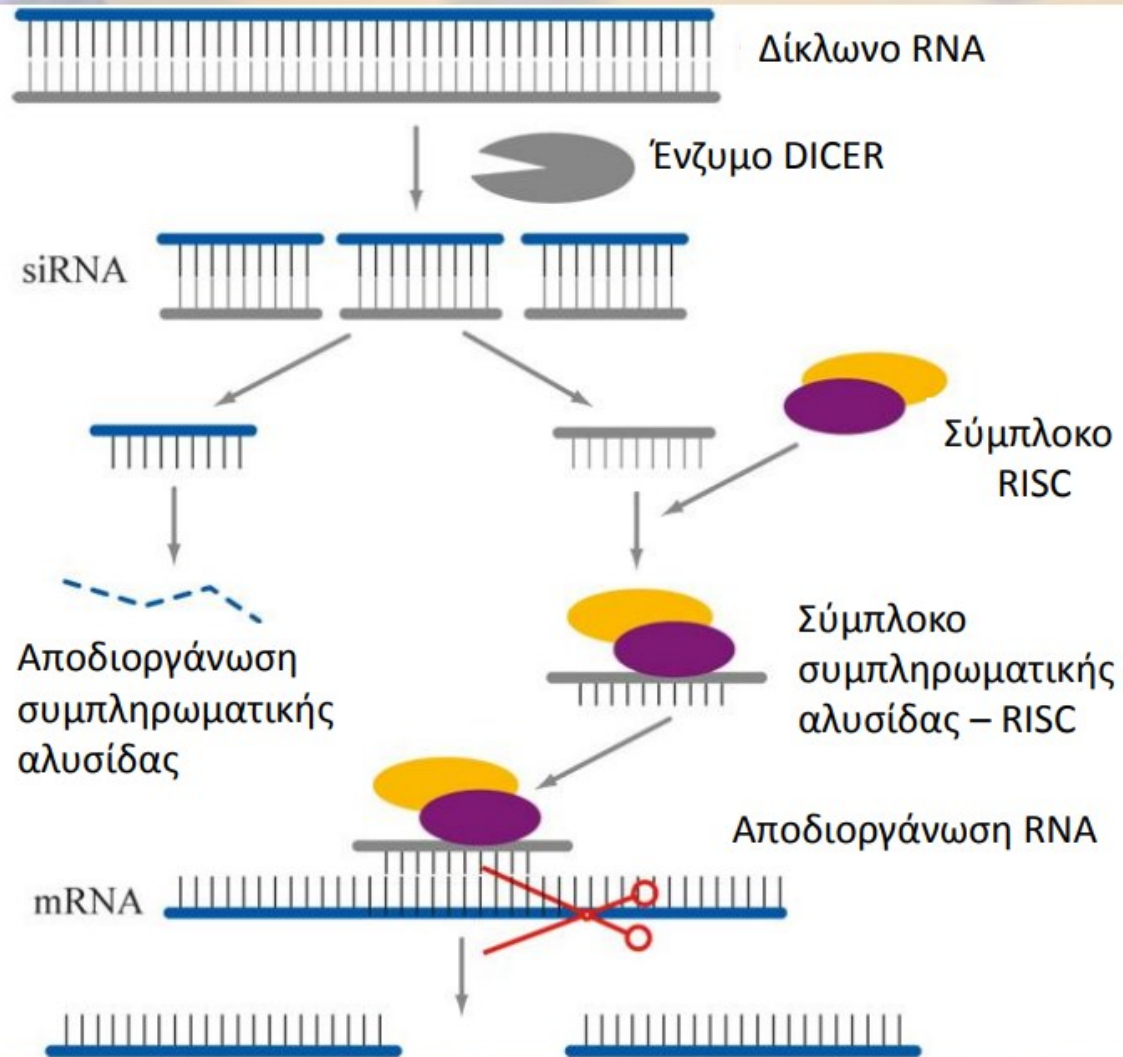 Δίκλωνο RNA
Ένζυμο DICER
siRNA
Σύμπλοκο
RISC
Αποδιοργάνωση
συμπληρωματικής
αλυσίδας
Σύμπλοκο
συμπληρωματικής
αλυσίδας – RISC
Αποδιοργάνωση RNA
mRNA